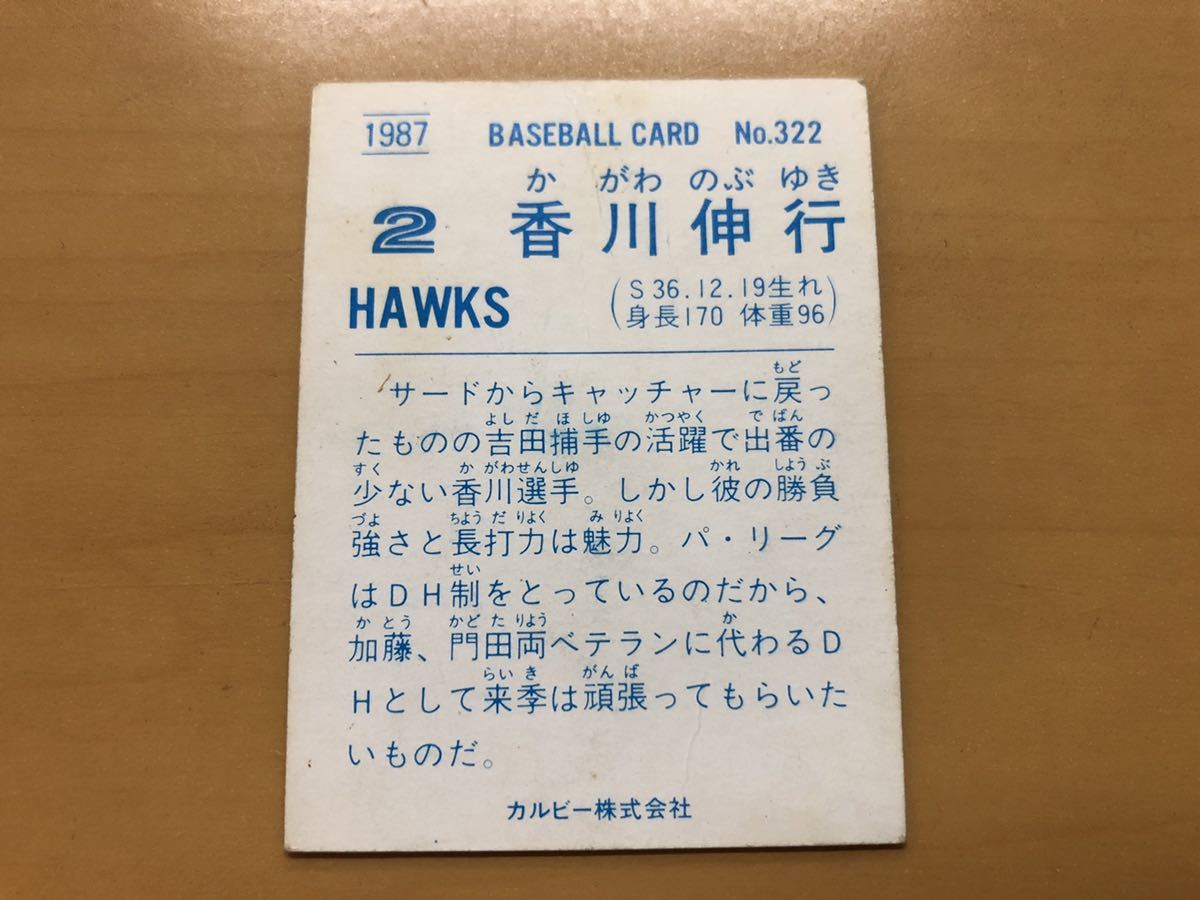 1987 BASEBALL CARD No.322
か がわ のぶ ゆき
2 香川伸行
HAWKS
(S36.12.19生れ
身長170 体重96)
もど
サードからキャッチャーに戻っ
よしだほしゆ かつやく でばん
たものの吉田捕手の活躍で出番の
すく かがわせんしゆ かれ しようぶ
少ない香川選手。しかし彼の勝負
づよ ちようだりよく みりよく
強さと長打力は魅力。パ・リーグ
せい
はDH制をとっているのだから、
かとう かどたりよう か
加藤、門田両ベテランに代わるD
らいき がんば
Hとして来季は頑張ってもらいた
いものだ。
カルビー株式会社